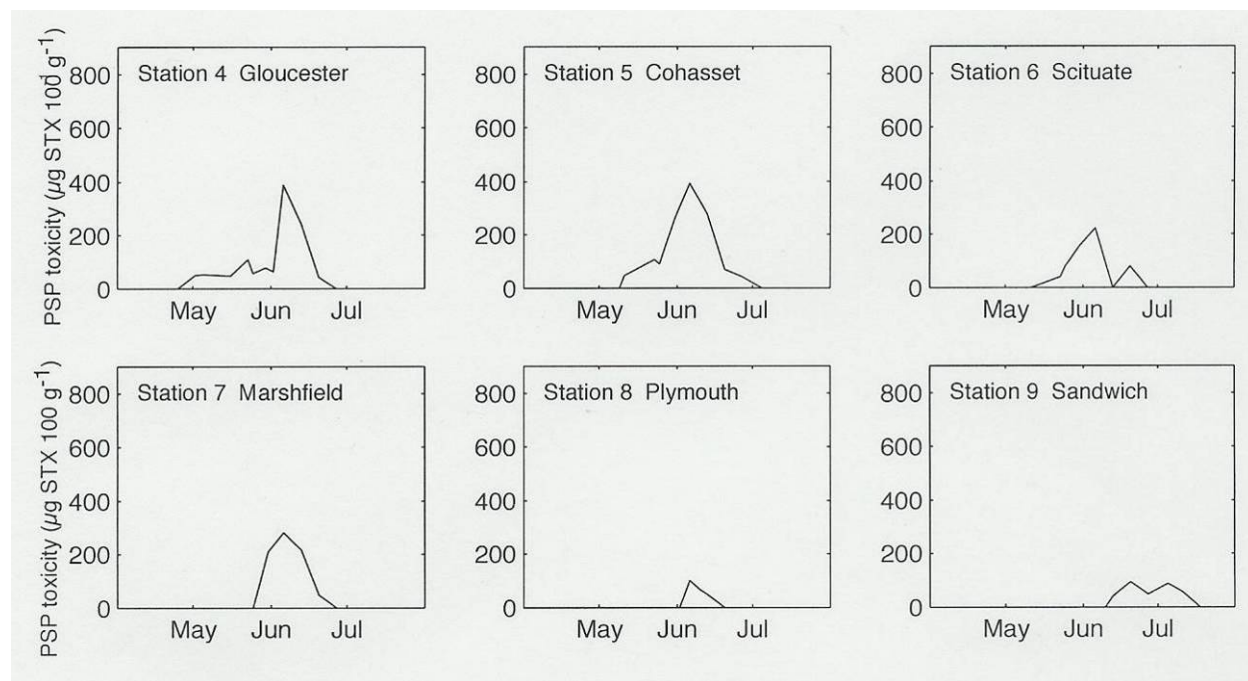 PSP toxicity (µg STX 100 g-1)
800
600
400
200
0
Station 4 Gloucester
May Jun Jul
800
600
400
200
0
Station 5 Cohasset
May Jun Jul
800
600
400
200
0
Station 6 Scituate
May Jun Jul
PSP toxicity (µg STX 100 g-1)
800
600
400
200
0
Station 7 Marshfield
May Jun Jul
800
600
400
200
0
Station 8 Plymouth
May Jun Jul
800
600
400
200
0
Station 9 Sandwich
May Jun Jul